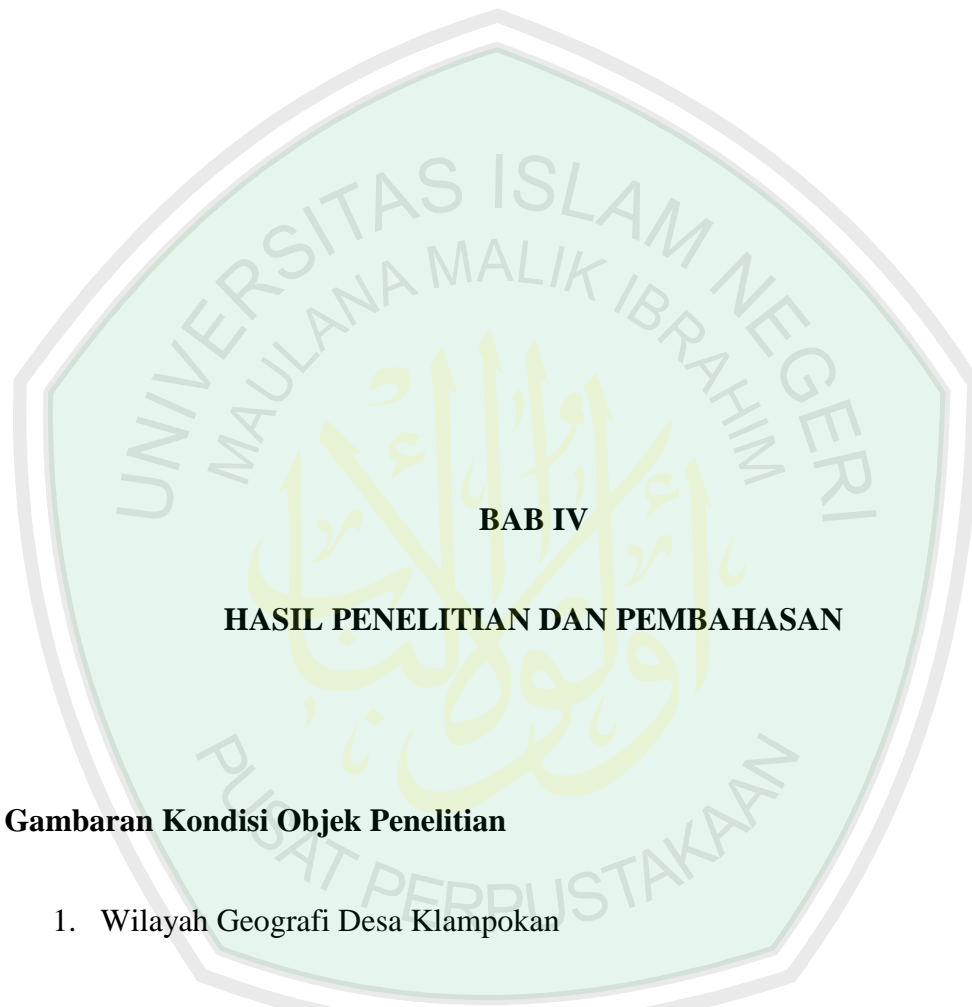 UNIVERSITAS ISLAM NEGERI
MAULANA MALIK IBRAHIM
BAB IV
HASIL PENELITIAN DAN PEMBAHASAN
Gambaran Kondisi Objek Penelitian
1. Wilayah Geografi Desa Klampokan
PUSAT PERPUSTAKAAN